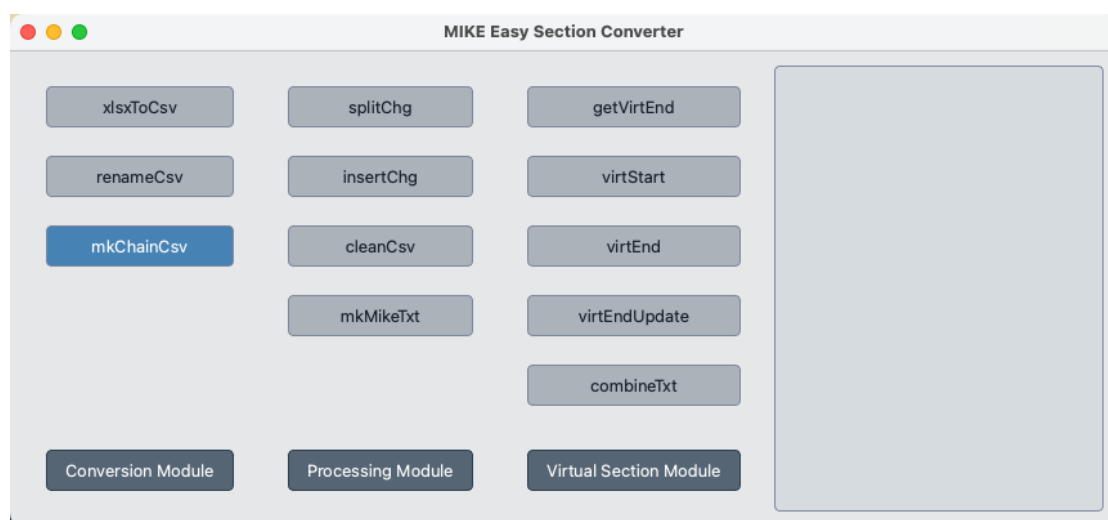 MIKE Easy Section Converter
xlsxToCsv
splitChg
getVirtEnd
renameCsv
insertChg
virtStart
mkChainCsv
cleanCsv
virtEnd
mkMikeTxt
virtEndUpdate
combineTxt
Conversion Module
Processing Module
Virtual Section Module